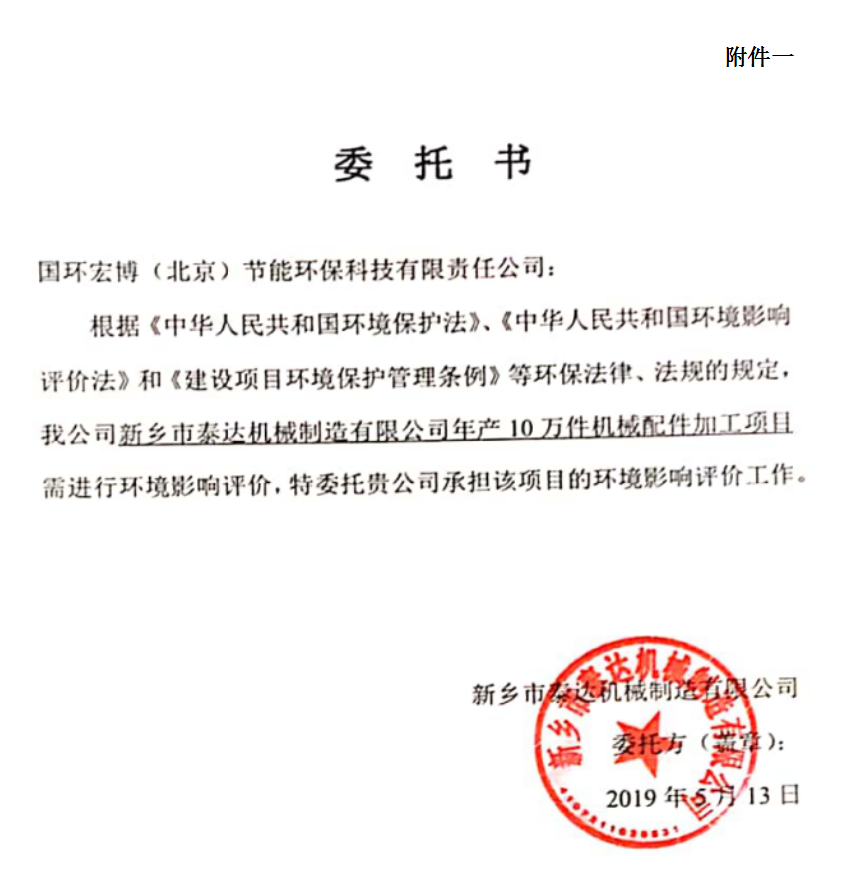 附件一
委 托 书
国环宏博（北京）节能环保科技有限责任公司：
根据《中华人民共和国环境保护法》、《中华人民共和国环境影响
评价法》和《建设项目环境保护管理条例》等环保法律、法规的规定，
我公司新乡市泰达机械制造有限公司年产 10 万件机械配件加工项目
需进行环境影响评价，特委托贵公司承担该项目的环境影响评价工作。
新乡市泰达机械制造有限公司
委托方（盖章）：
2019 年 5 月 13 日
新乡市泰达机械制造有限公司